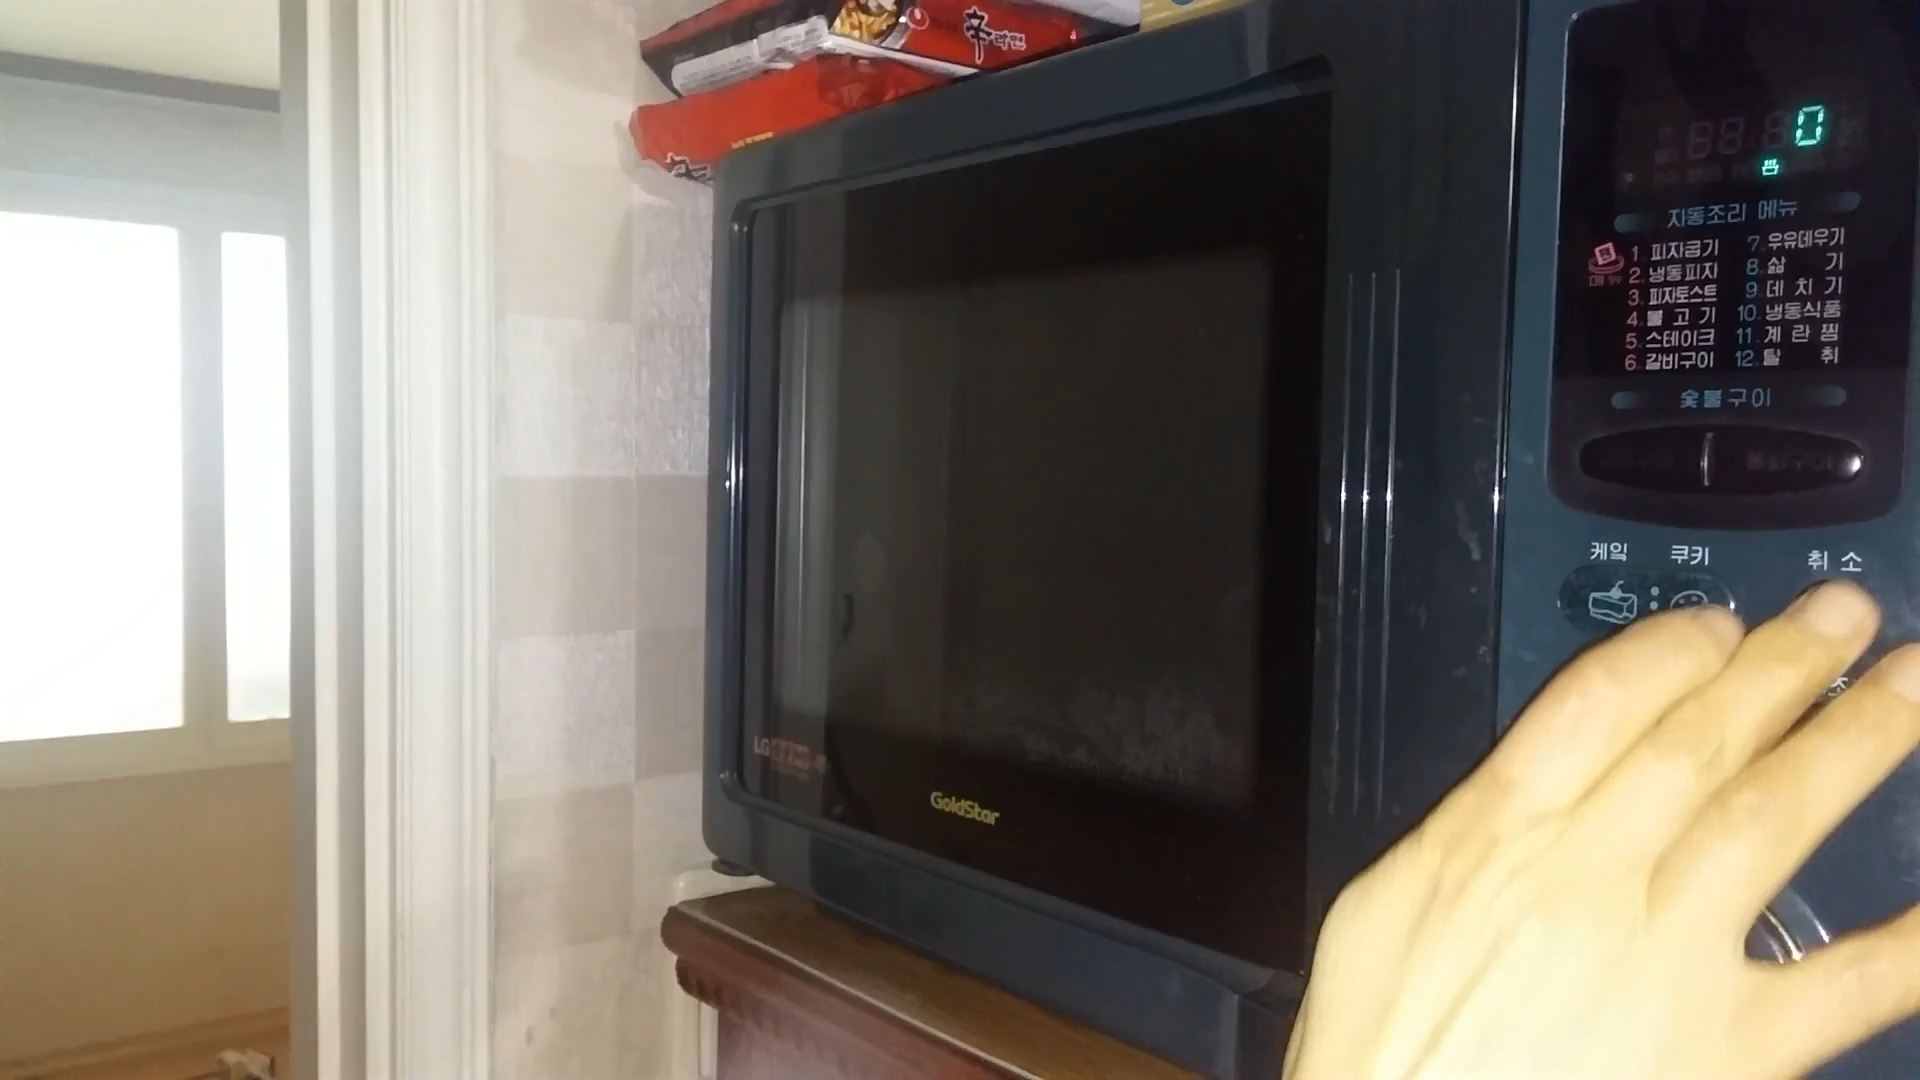 辛라면
0
자동조리 메뉴
1. 피자굽기 7. 우유데우기
2. 냉동피자 8. 삶 기
3. 피자토스트 9. 데 치 기
4. 불 고 기 10. 냉동식품
5. 스테이크 11. 계 란 찜
6. 갈비구이 12. 탈 취
숯불구이
케잌 쿠키 취 소
LG
GoldStar